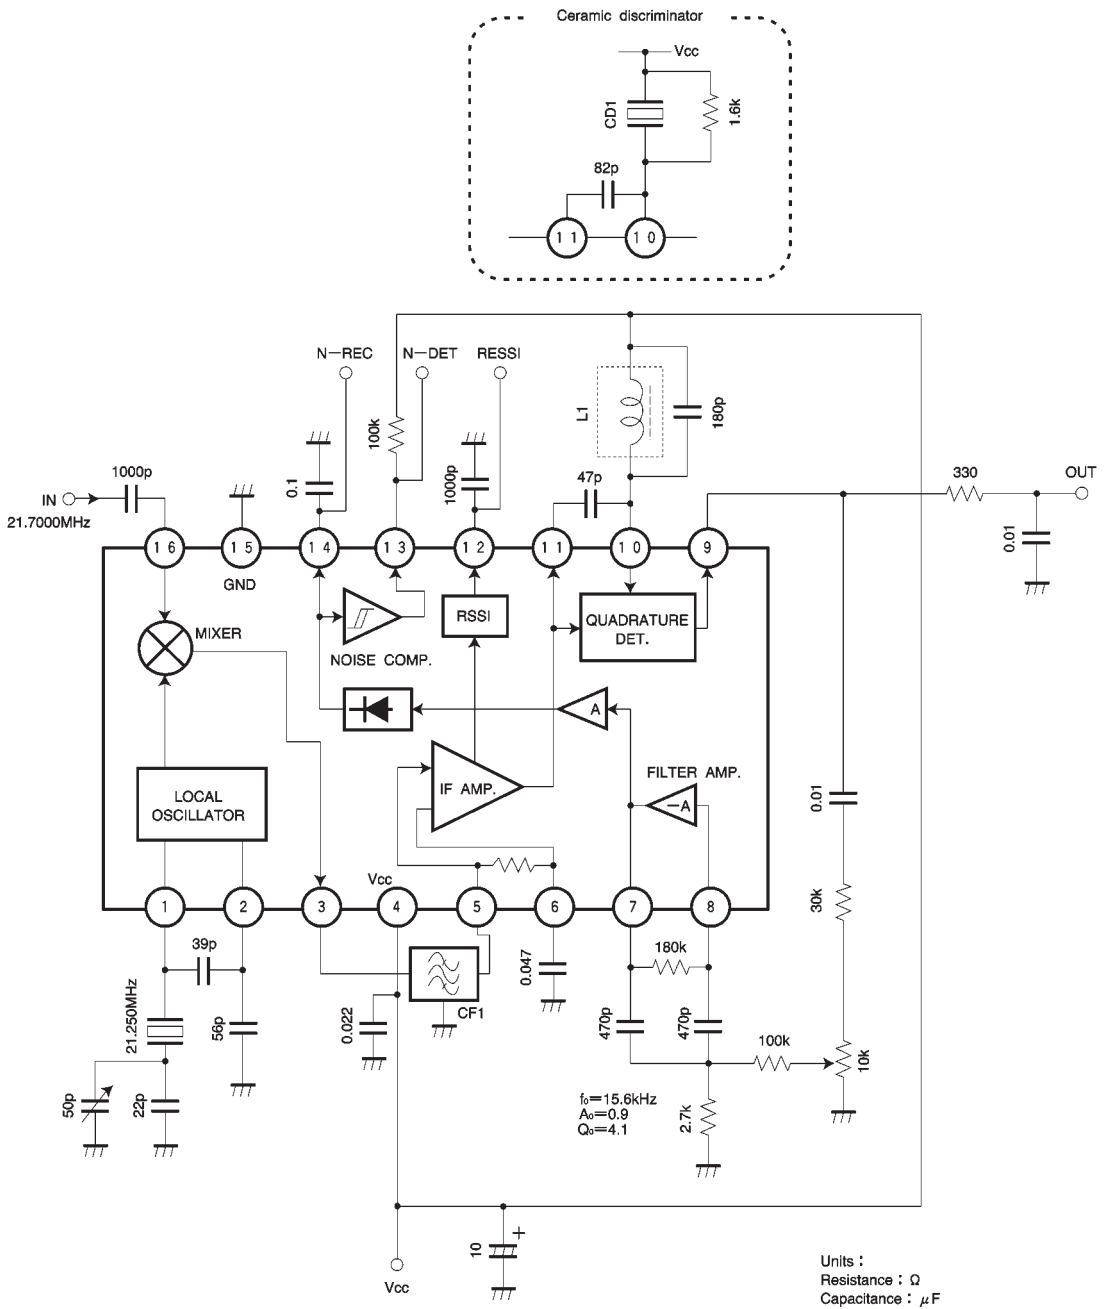 Ceramic discriminator
Vcc
CD1
1.6k
82p
11
10
N-REC
N-DET
RESSI
100k
L1
180p
1000p
IN
21.7000MHz
0.1
1000p
47p
330
OUT
0.01
16
15
14
13
12
11
10
9
GND
MIXER
NOISE COMP.
RSSI
QUADRATURE
DET.
A
LOCAL
OSCILLATOR
IF AMP.
FILTER AMP.
-A
0.01
Vcc
1
2
3
4
5
6
7
8
30k
39p
180k
0.047
21.250MHz
56p
0.022
CF1
470p
470p
100k
10k
50p
22p
fo=15.6kHz
Ao=0.9
Qo=4.1
2.7k
10
+
Vcc
Units :
Resistance : Ω
Capacitance : μF